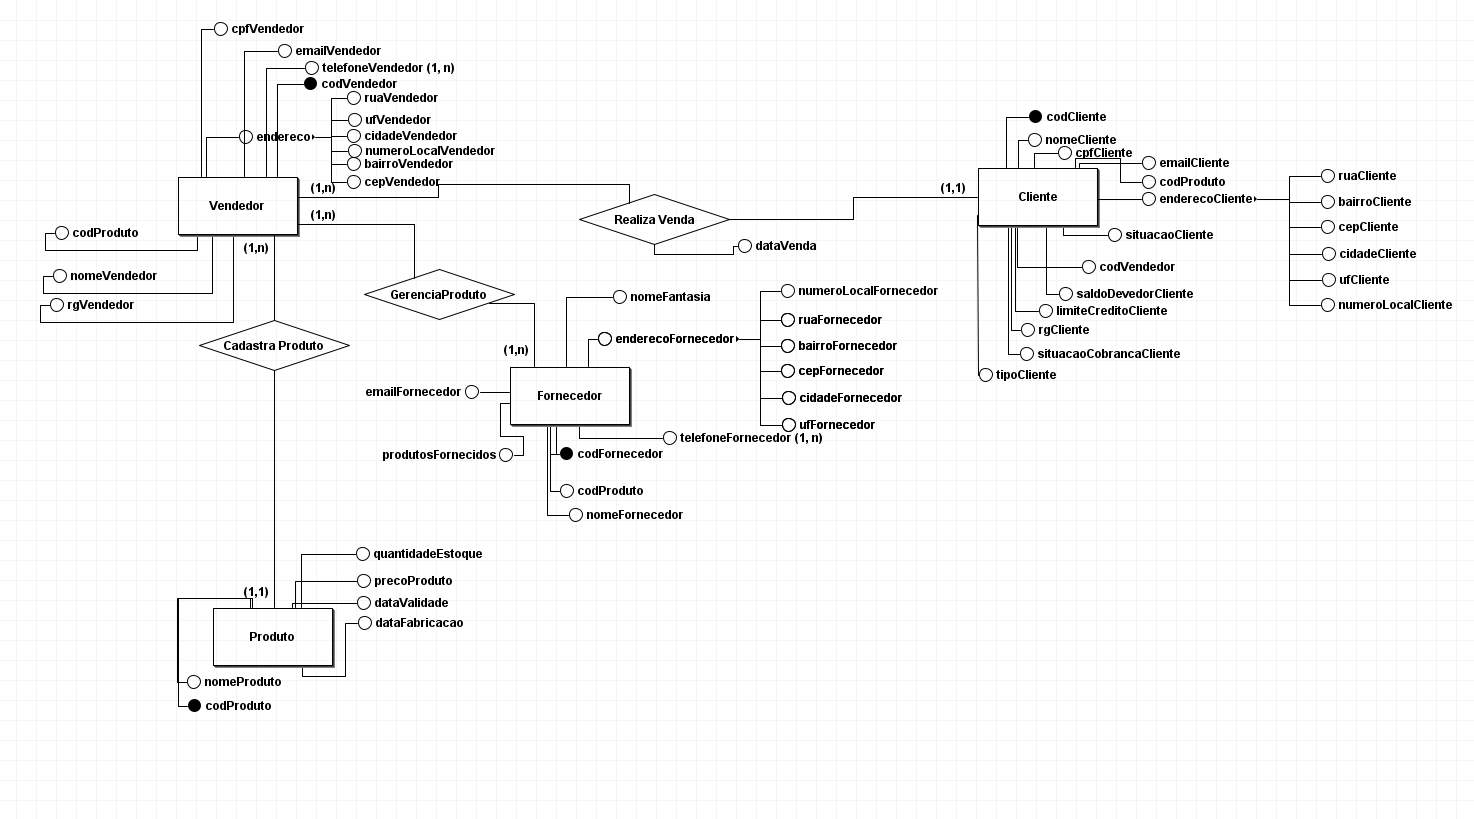 cpfVendedor
emailVendedor
telefoneVendedor (1, n)
codVendedor
ruaVendedor
ufVendedor
endereco
cidadeVendedor
numeroLocalVendedor
bairroVendedor
cepVendedor
(1,n)
Vendedor
(1,n)
(1,n)
codProduto
nomeVendedor
rgVendedor
Realiza Venda
dataVenda
(1,1)
codCliente
nomeCliente
cpfCliente
emailCliente
codProduto
enderecoCliente
Cliente
ruaCliente
bairroCliente
cepCliente
cidadeCliente
ufCliente
numeroLocalCliente
situacaoCliente
codVendedor
saldoDevedorCliente
limiteCreditoCliente
rgCliente
situacaoCobrancaCliente
tipoCliente
GerenciaProduto
Cadastra Produto
(1,n)
nomeFantasia
enderecoFornecedor
numeroLocalFornecedor
ruaFornecedor
bairroFornecedor
cepFornecedor
cidadeFornecedor
ufFornecedor
emailFornecedor
Fornecedor
telefoneFornecedor (1, n)
produtosFornecidos
codFornecedor
codProduto
nomeFornecedor
quantidadeEstoque
precoProduto
dataValidade
dataFabricacao
(1,1)
Produto
nomeProduto
codProduto